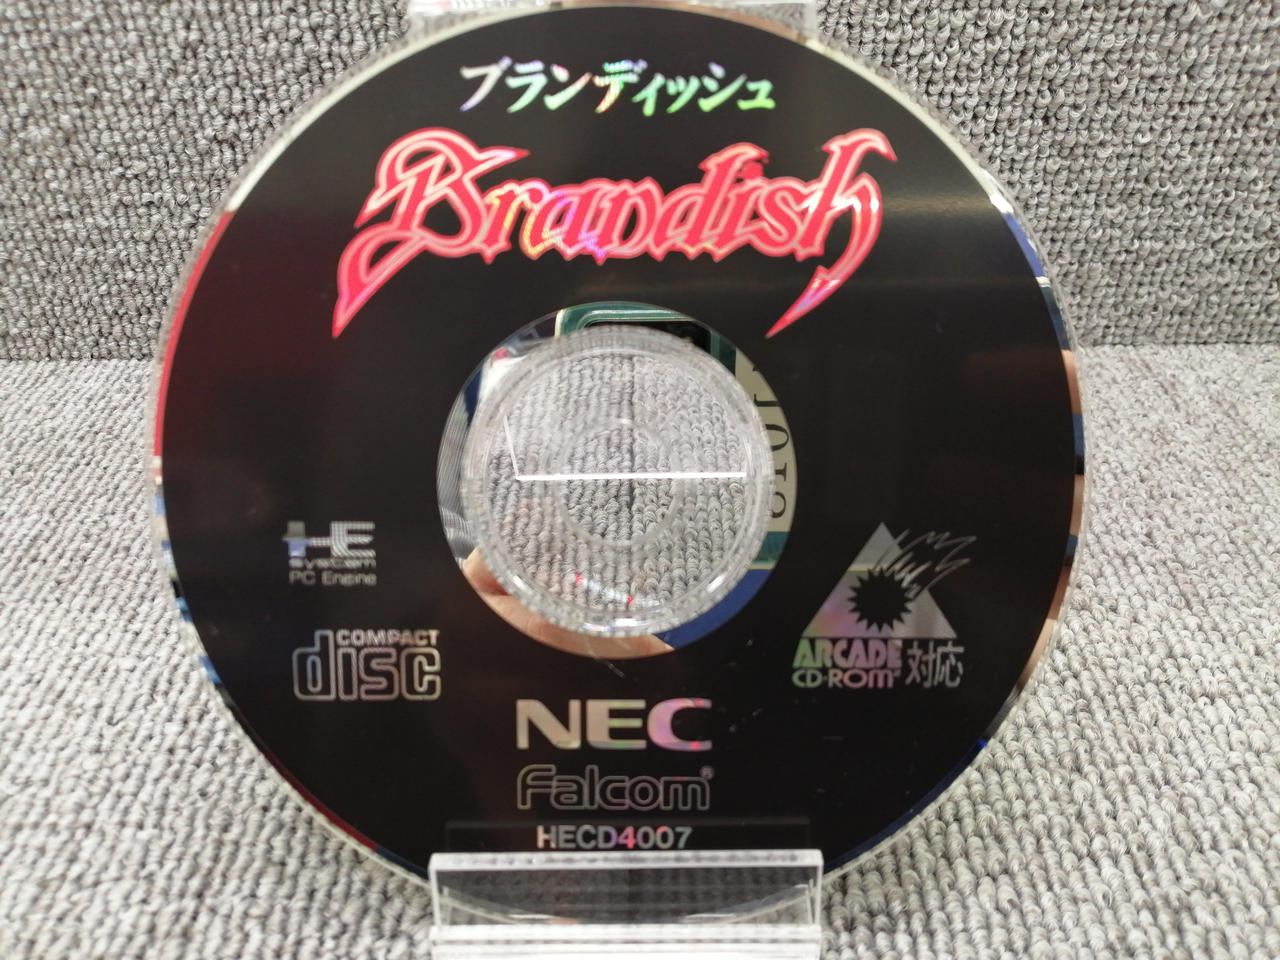 ブランディッシュ
Brandish
HE
system
PC Engine
COMPACT
disc
ARCADE
CD-ROM² 対応
NEC
Falcom®
HECD4007